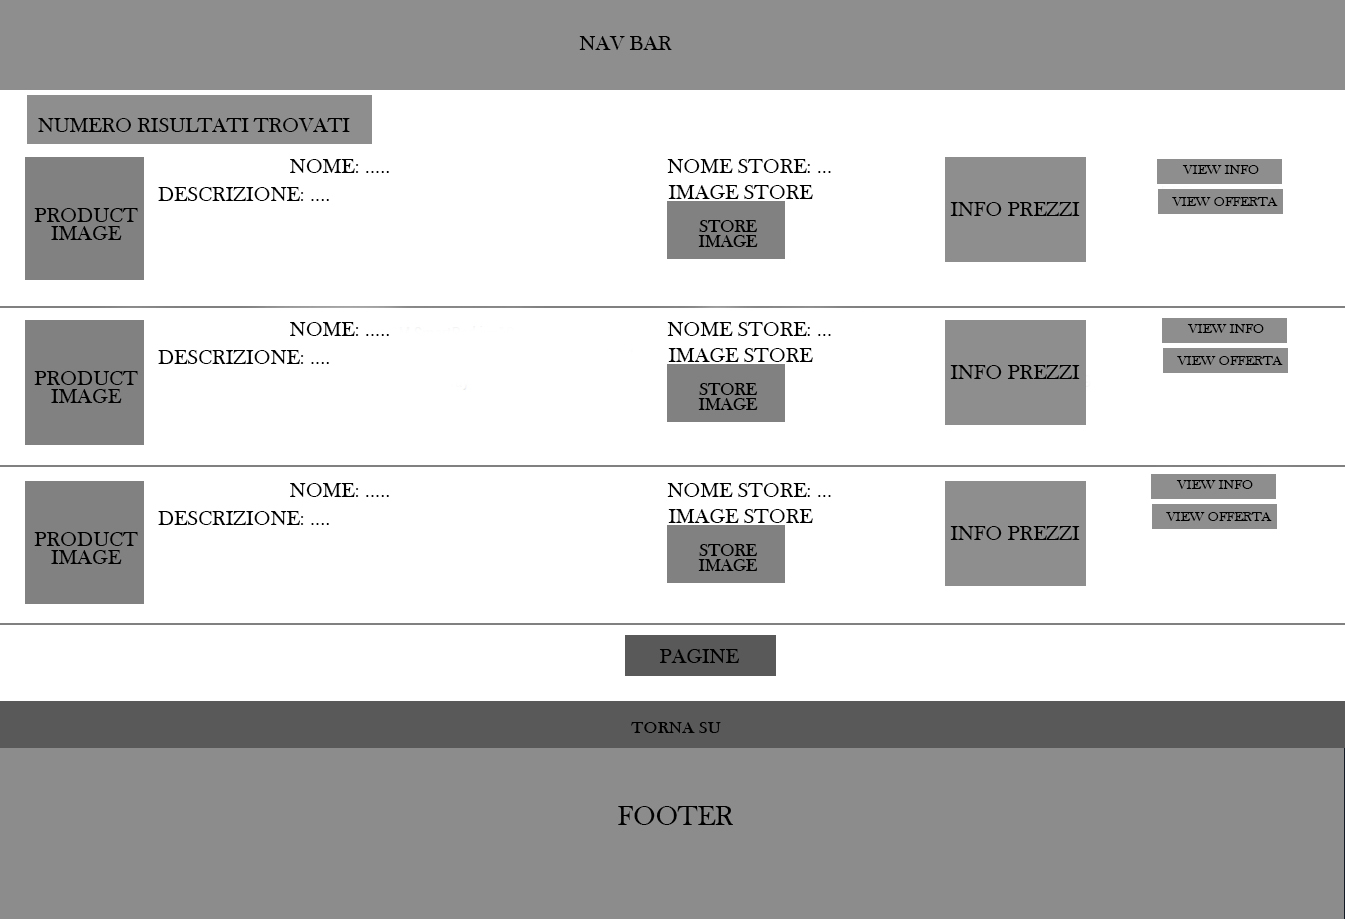 NAV BAR
NUMERO RISULTATI TROVATI
PRODUCT
IMAGE
NOME: .....
DESCRIZIONE: ....
NOME STORE: ...
IMAGE STORE
STORE
IMAGE
INFO PREZZI
VIEW INFO
VIEW OFFERTA
PRODUCT
IMAGE
NOME: .....
DESCRIZIONE: ....
NOME STORE: ...
IMAGE STORE
STORE
IMAGE
INFO PREZZI
VIEW INFO
VIEW OFFERTA
PRODUCT
IMAGE
NOME: .....
DESCRIZIONE: ....
NOME STORE: ...
IMAGE STORE
STORE
IMAGE
INFO PREZZI
VIEW INFO
VIEW OFFERTA
PAGINE
TORNA SU
FOOTER